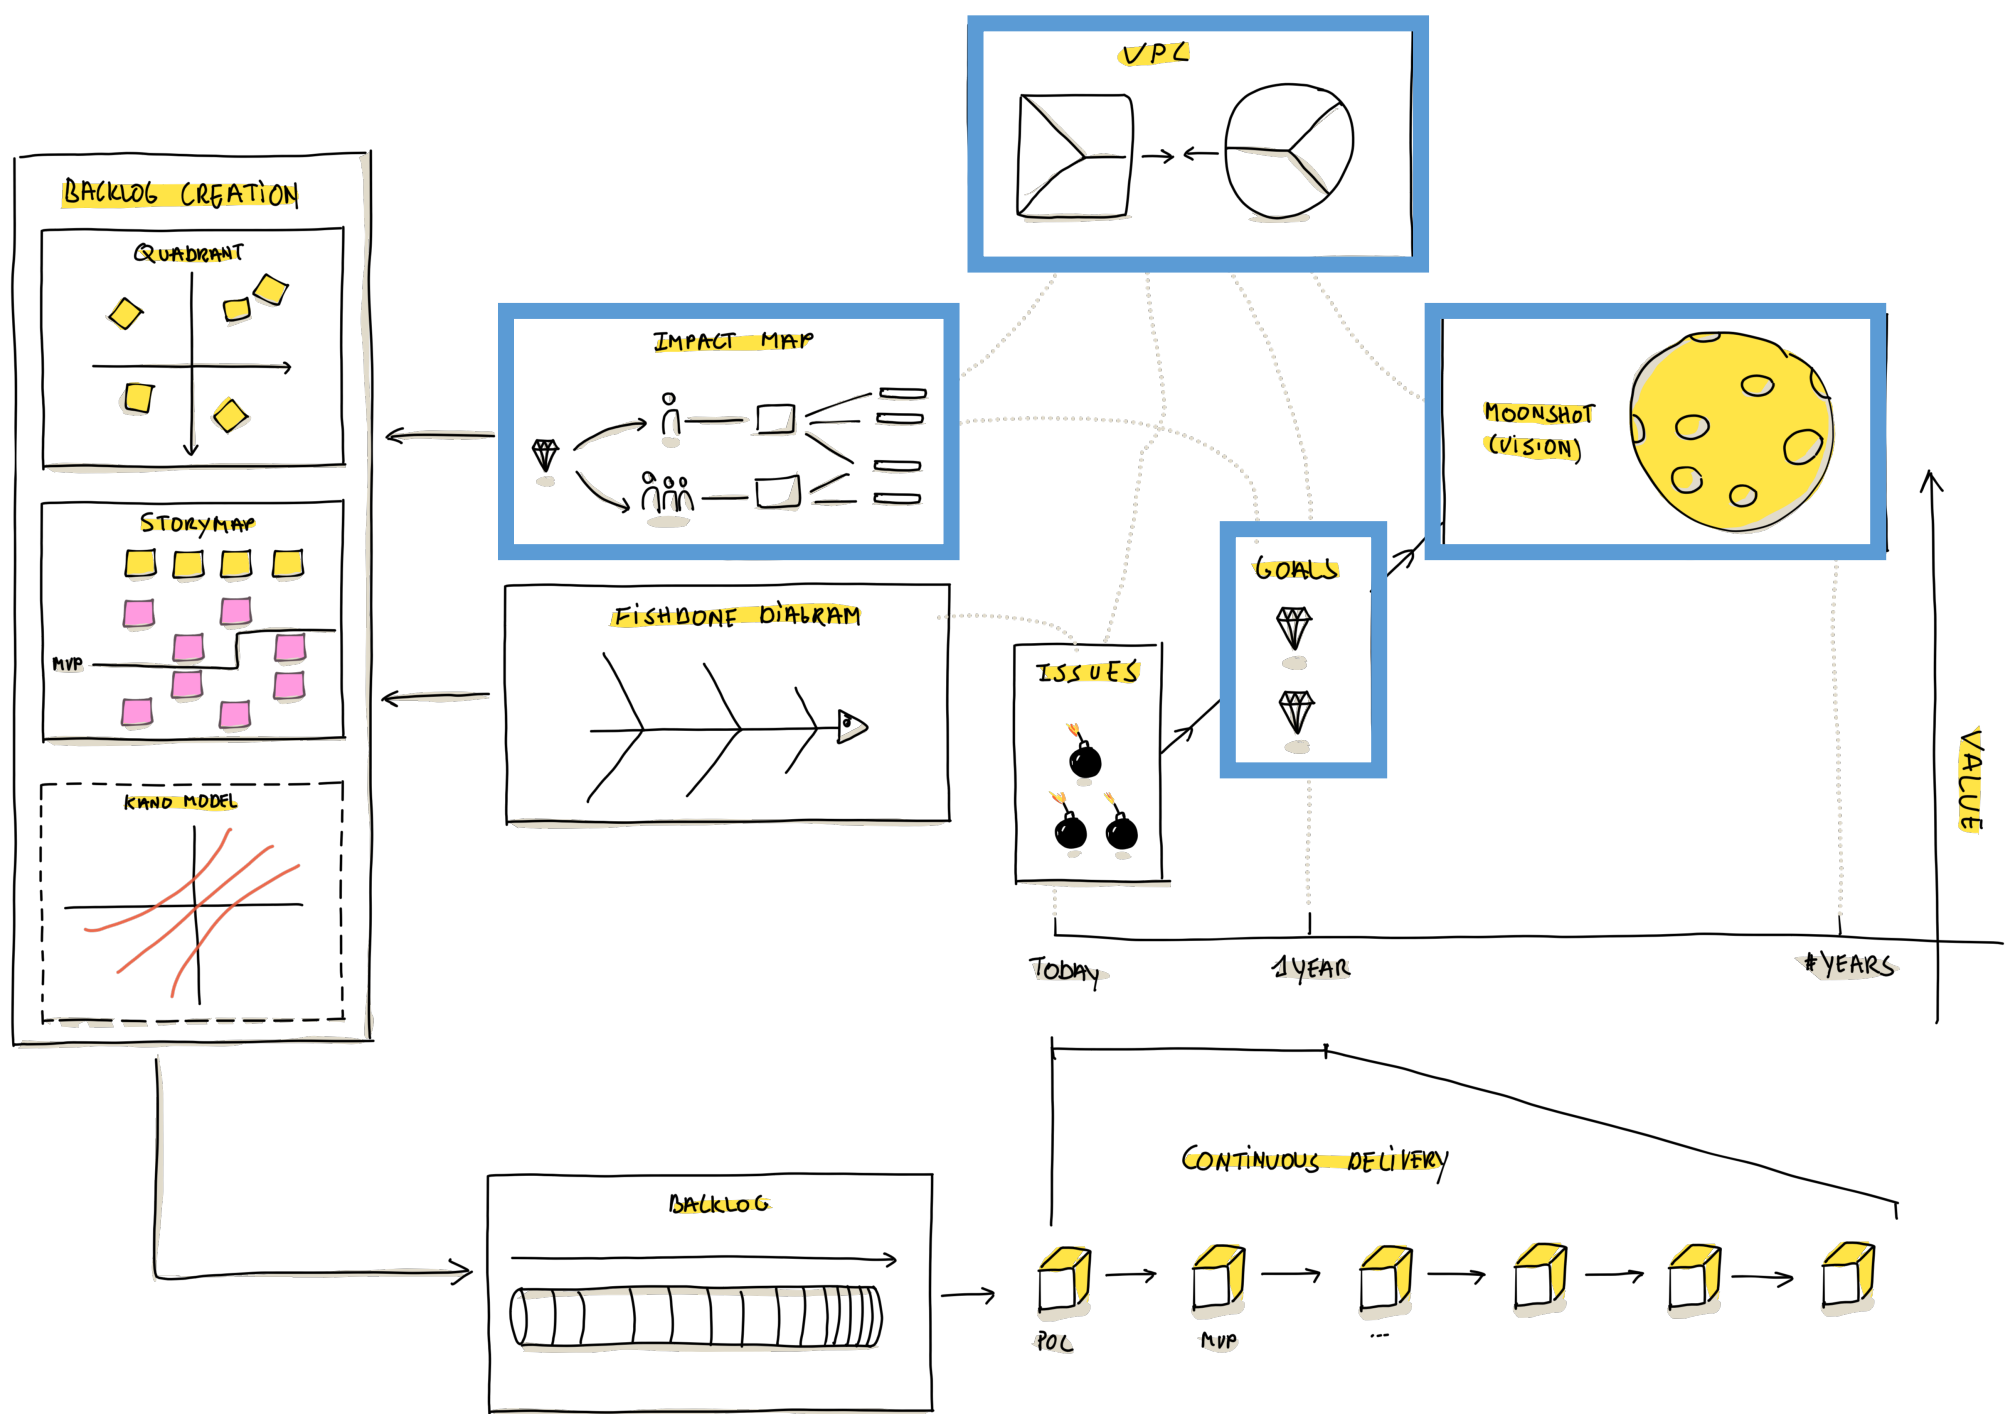 VPC
BACKLOG CREATION
QUADRANT
STORYMAP
MVP
KANO MODEL
IMPACT MAP
FISHBONE DIAGRAM
MOONSHOT
(VISION)
GOALS
ISSUES
VALUE
TODAY
1 YEAR
# YEARS
CONTINUOUS DELIVERY
BACKLOG
POC
MVP
...